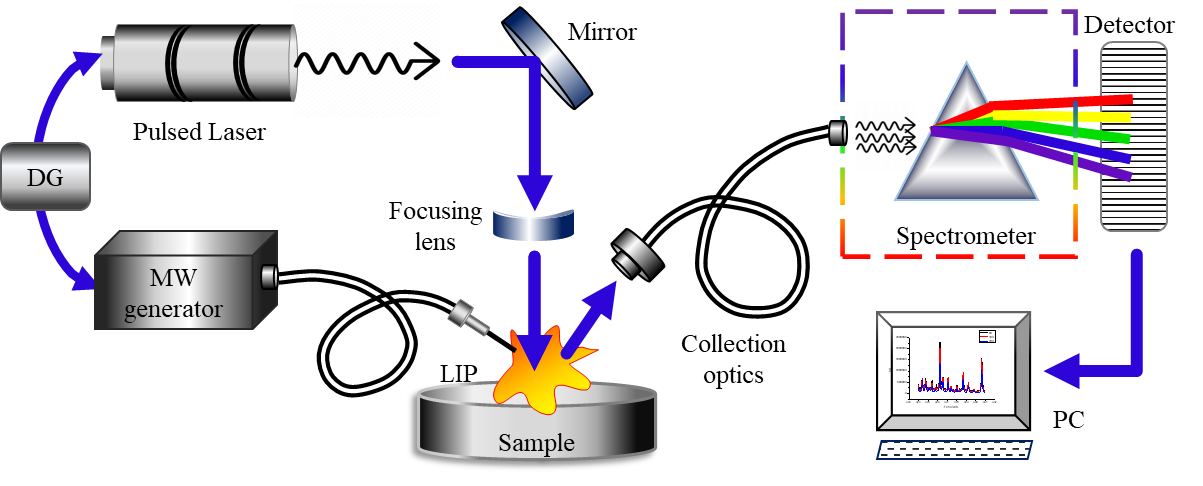 Detector
Mirror
Pulsed Laser
DG
Focusing
lens
Spectrometer
MW
generator
Collection
optics
LIP
PC
Sample